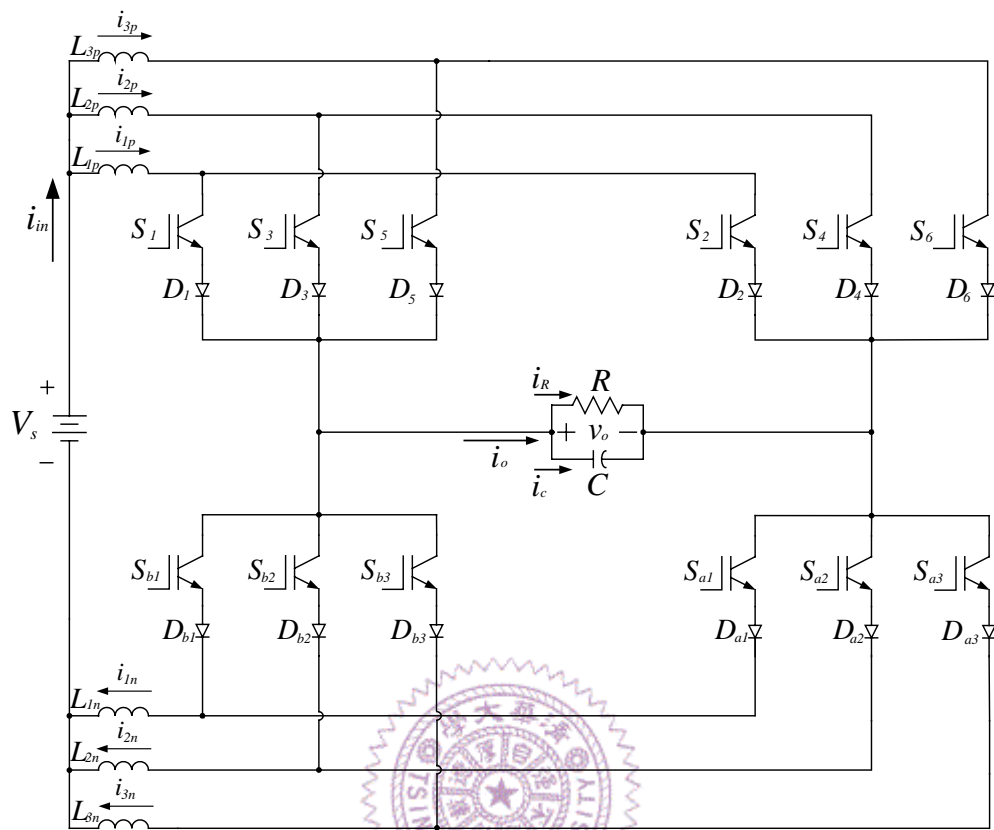 i3p
L3p
i2p
L2p
i1p
L1p
iin
S1
S3
S5
S2
S4
S6
D1
D3
D5
D2
D4
D6
+
Vs
−
iR
R
+ vo −
io
ic
C
Sb1
Sb2
Sb3
Sa1
Sa2
Sa3
Db1
Db2
Db3
Da1
Da2
Da3
i1n
L1n
i2n
L2n
i3n
L3n